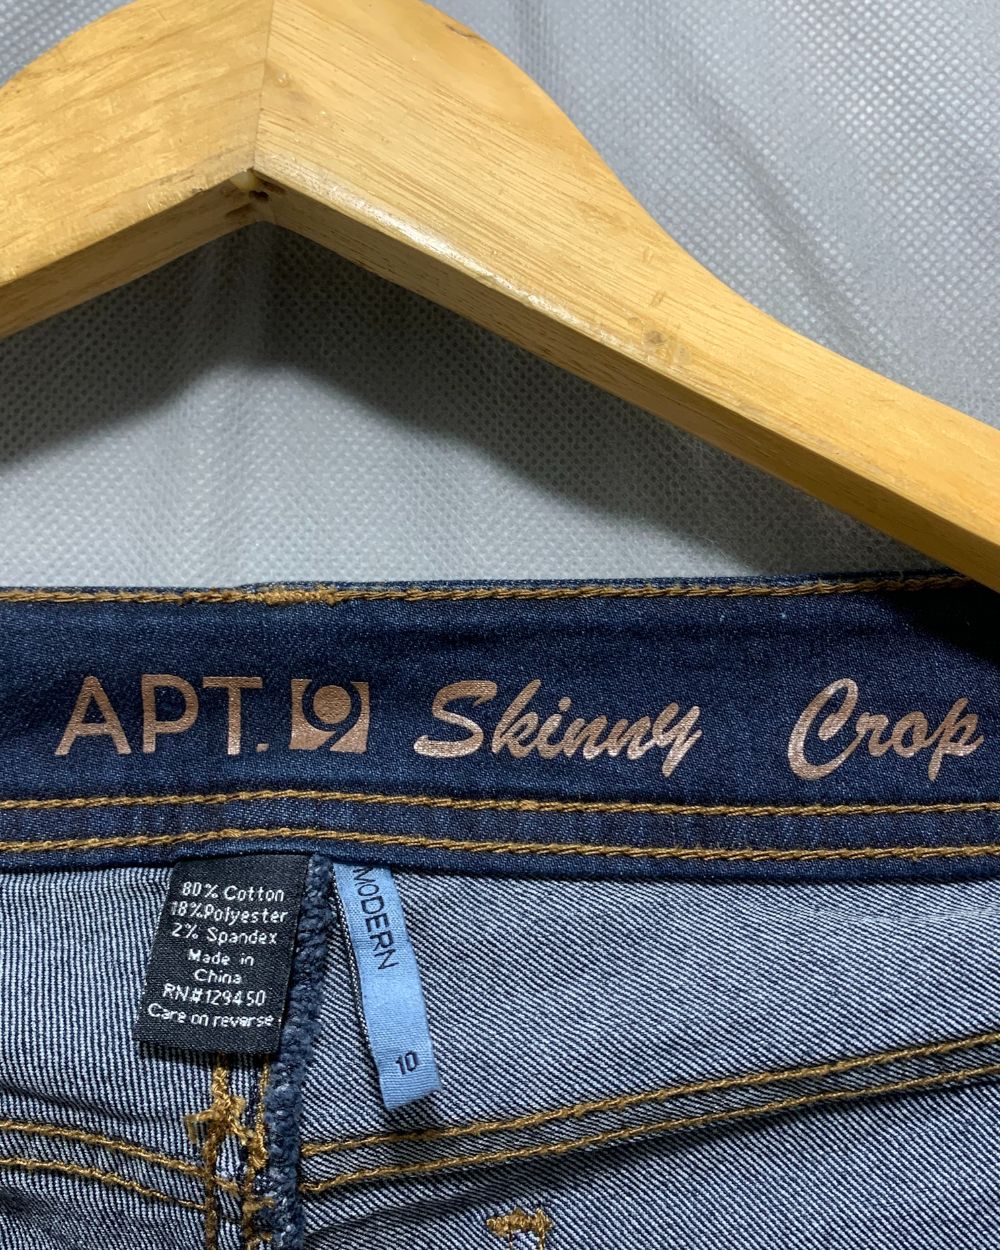 APT.9 Skinny Crop
80% Cotton
18%Polyester
2% Spandex
Made in
China
RN#129450
Care on reverse
MODERN
10